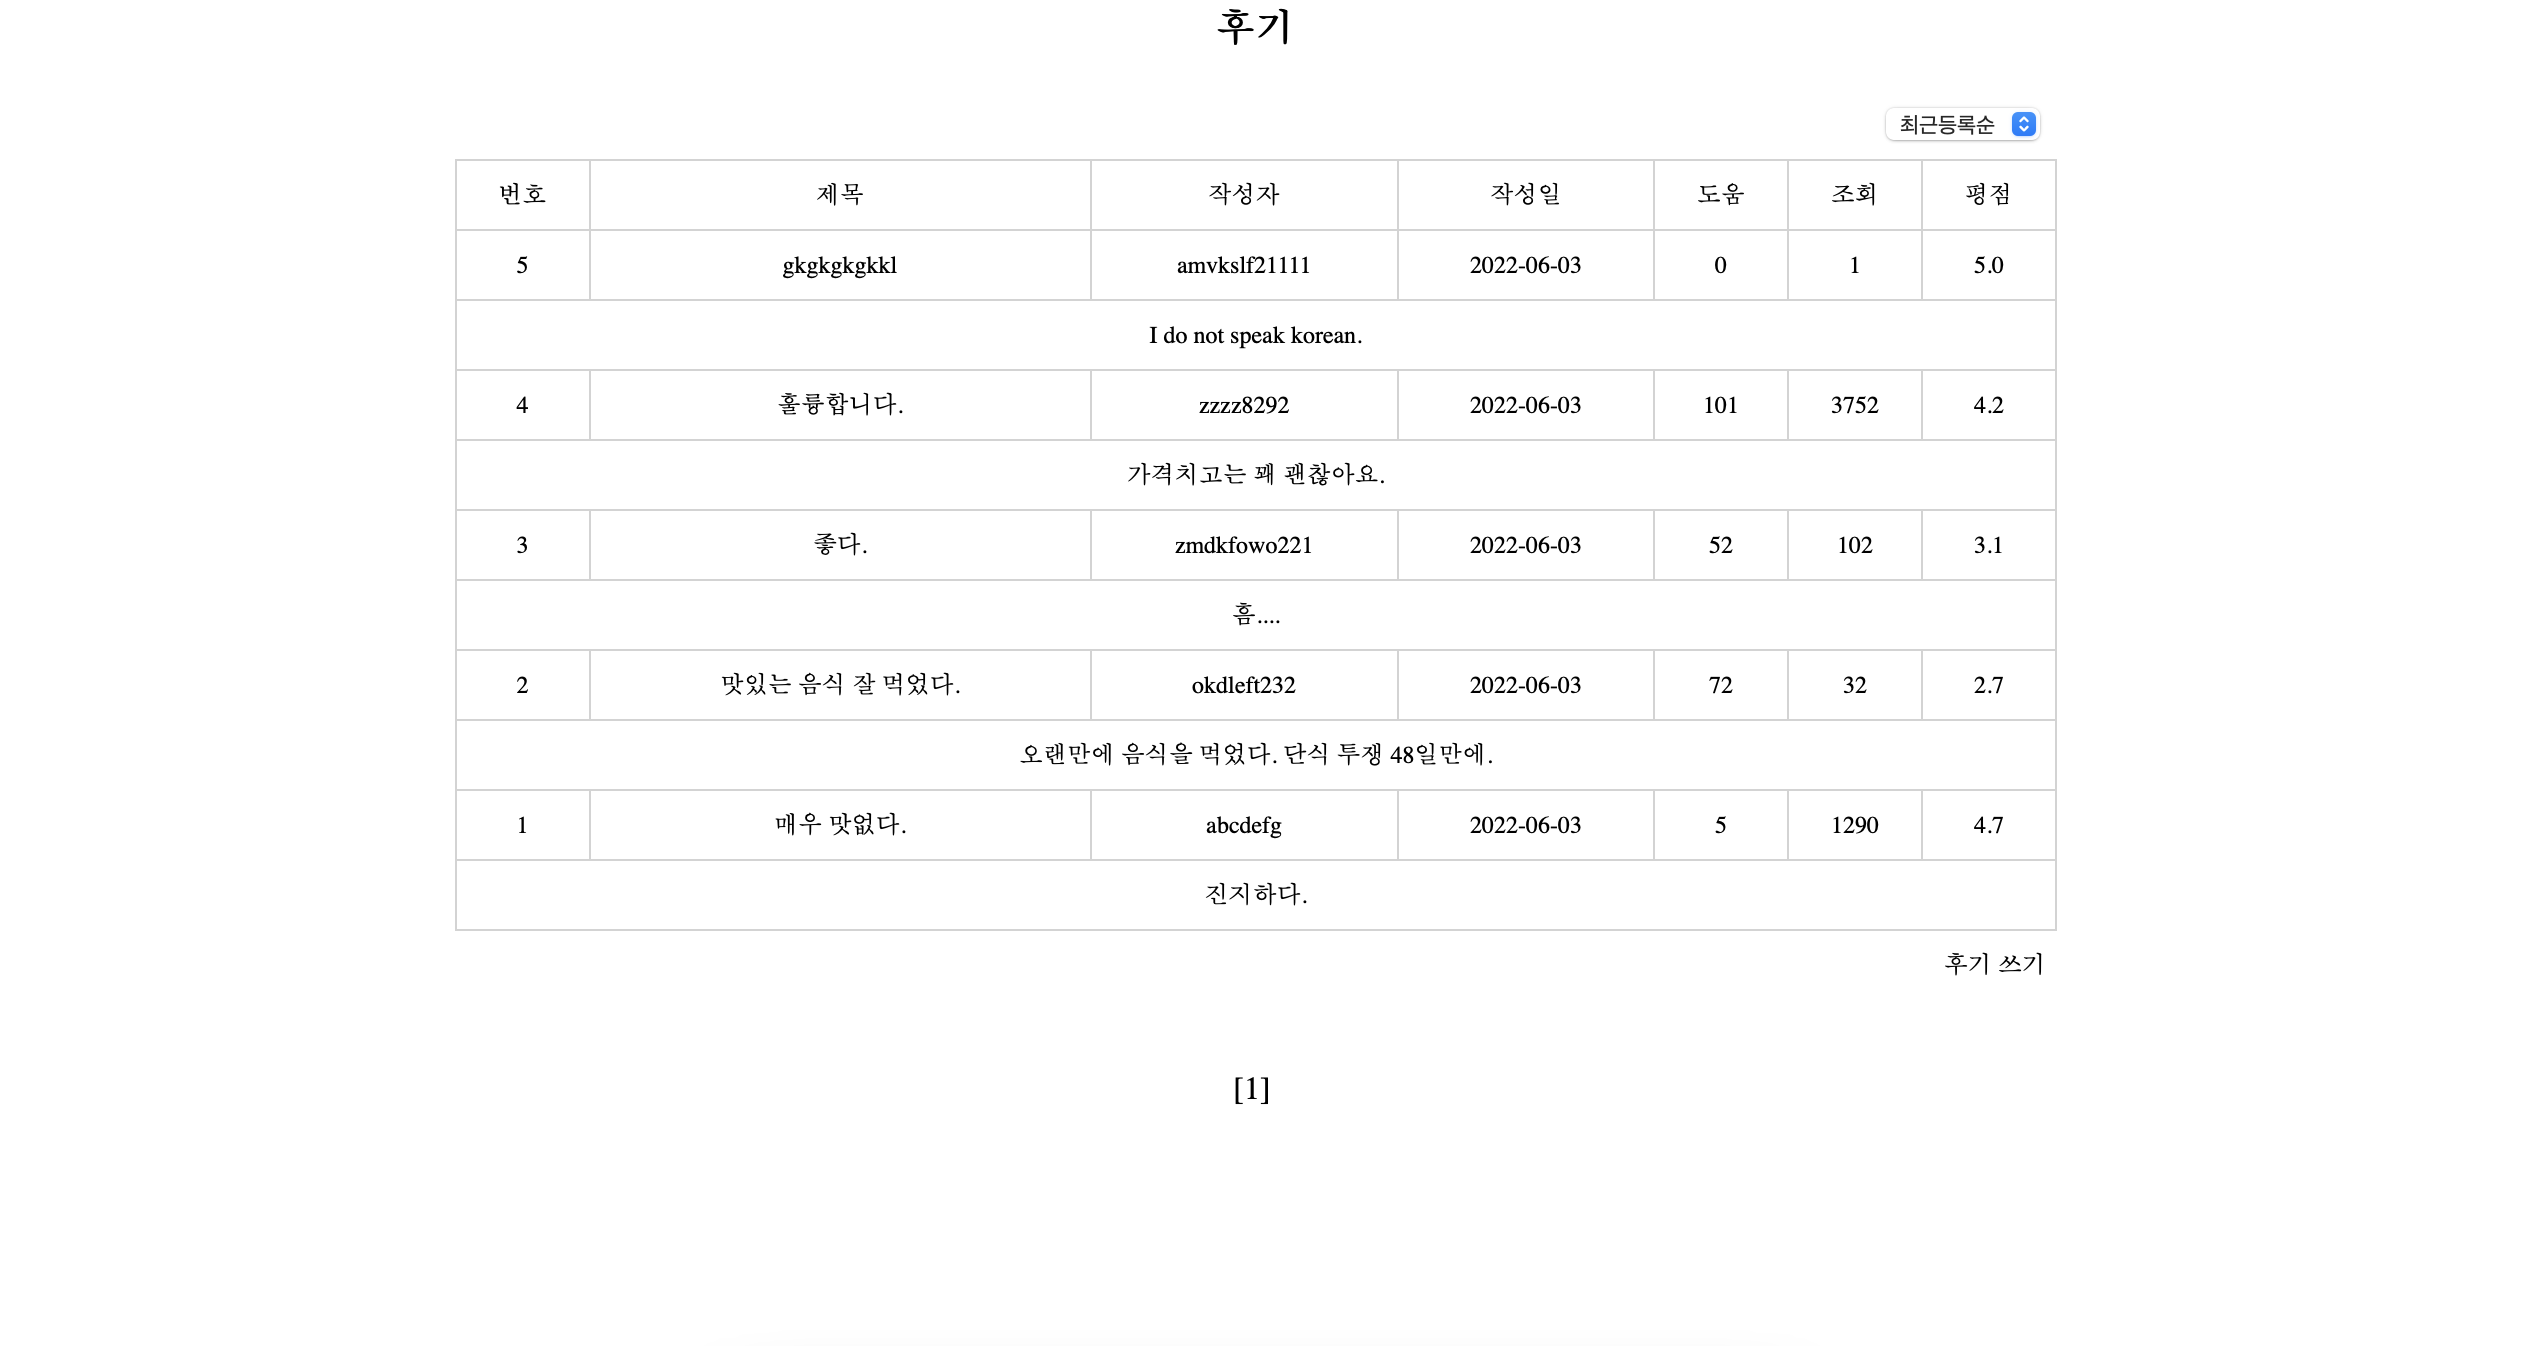 후기
최근등록순
번호 제목 작성자 작성일 도움 조회 평점
5 gkgkgkgkkl amvkslf21111 2022-06-03 0 1 5.0
I do not speak korean.
4 훌륭합니다. zzzz8292 2022-06-03 101 3752 4.2
가격치고는 꽤 괜찮아요.
3 좋다. zmdkfowo221 2022-06-03 52 102 3.1
흠....
2 맛있는 음식 잘 먹었다. okdleft232 2022-06-03 72 32 2.7
오랜만에 음식을 먹었다. 단식 투쟁 48일만에.
1 매우 맛없다. abcdefg 2022-06-03 5 1290 4.7
진지하다.
후기 쓰기
[1]